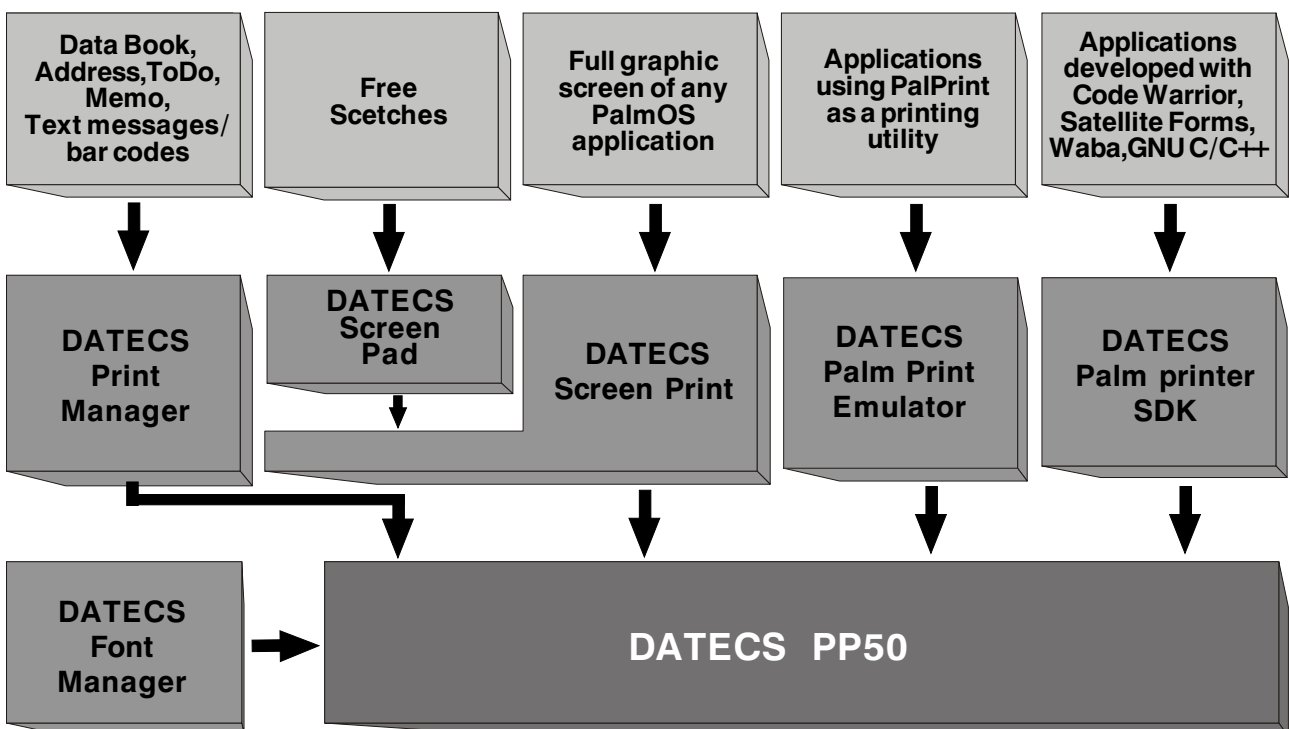 Data Book,
Address,ToDo,
Memo,
Text messages/
bar codes
Free
Scetches
Full graphic
screen of any
PalmOS
application
Applications
using PalPrint
as a printing
utility
Applications
developed with
Code Warrior,
Satellite Forms,
Waba,GNU C/C++
DATECS
Print
Manager
DATECS
Screen
Pad
DATECS
Screen Print
DATECS
Palm Print
Emulator
DATECS
Palm printer
SDK
DATECS
Font
Manager
DATECS PP50